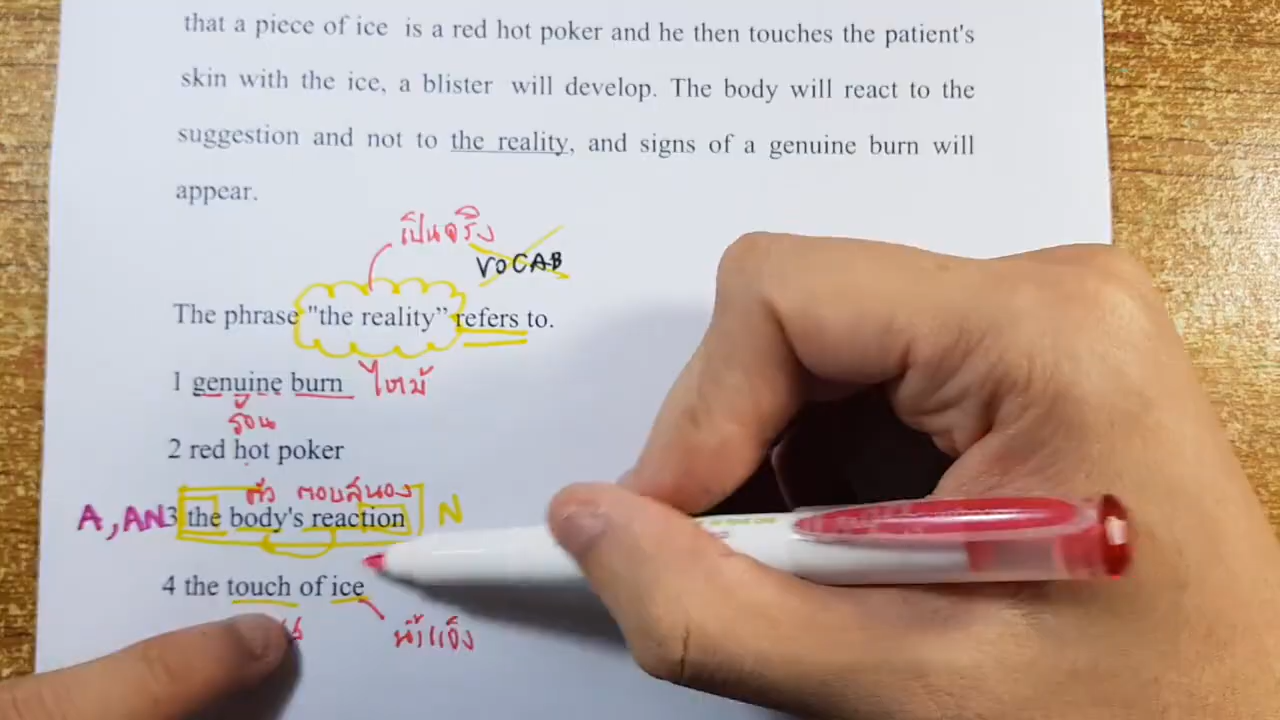 that a piece of ice is a red hot poker and he then touches the patient's
skin with the ice, a blister will develop. The body will react to the
suggestion and not to the reality, and signs of a genuine burn will
appear.
เป็นจริง
VOCAB
The phrase "the reality” refers to.
1 genuine burn ไหม้
ร้อน
2 red hot poker
ตัว ตอบสนอง
A, AN 3 the body's reaction N
4 the touch of ice
น้ำแข็ง